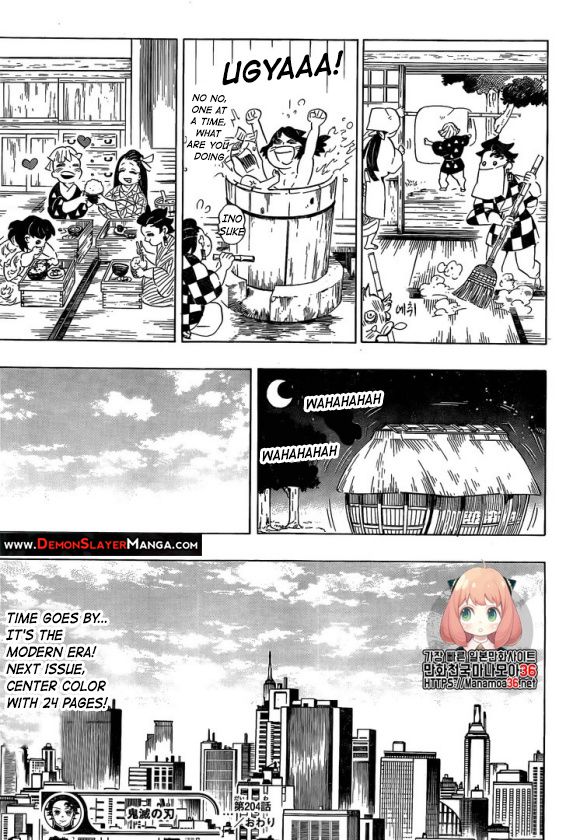 UGYAAA!
NO NO,
ONE AT
A TIME,
WHAT
ARE YOU
DOING
INO
SUKE
에취
WAHAHAHAH
WAHAHAHAH
WWW.DEMONSLAYERMANGA.COM
TIME GOES BY...
IT'S THE
MODERN ERA!
NEXT ISSUE,
CENTER COLOR
WITH 24 PAGES!
가장 빠른 일본만화사이트
만화천국마나모아36
HTTPS://Manamoa36.net
鬼滅の刃
第204話
おわり